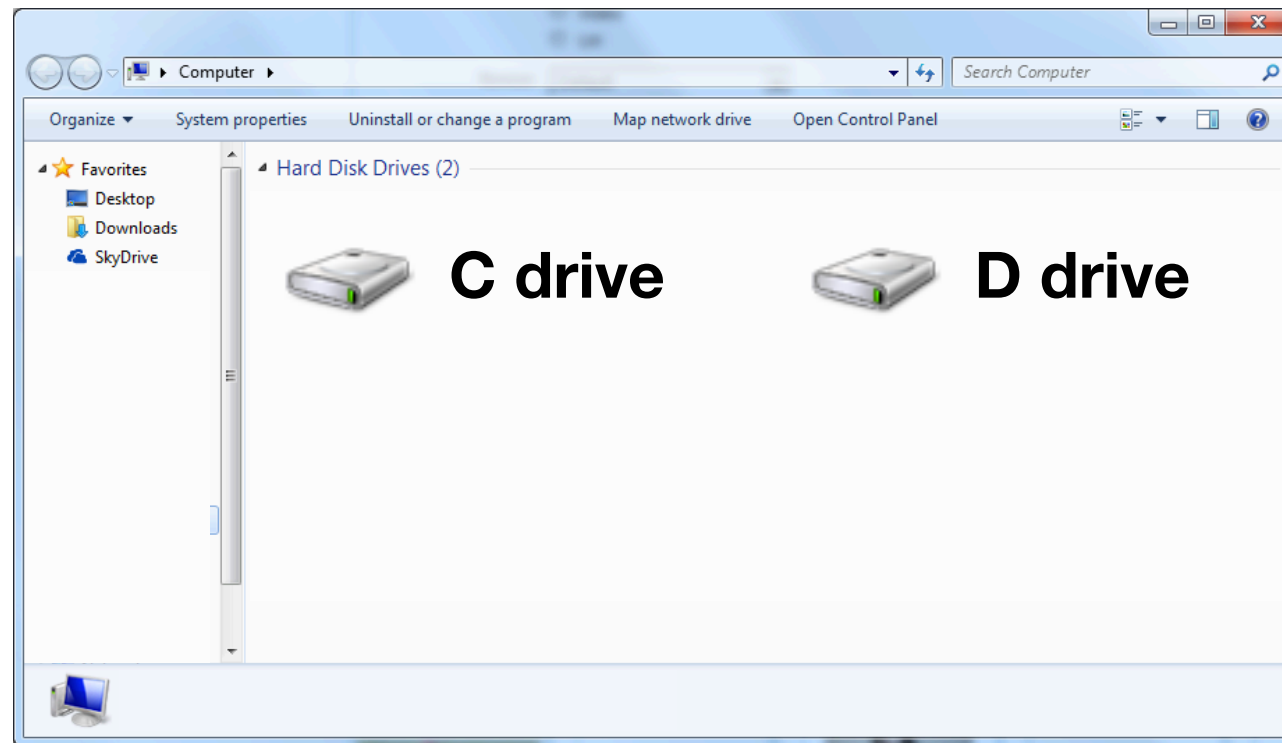 Computer
Search Computer
Organize
System properties
Uninstall or change a program
Map network drive
Open Control Panel
Favorites
Desktop
Downloads
SkyDrive
Hard Disk Drives (2)
C drive
D drive